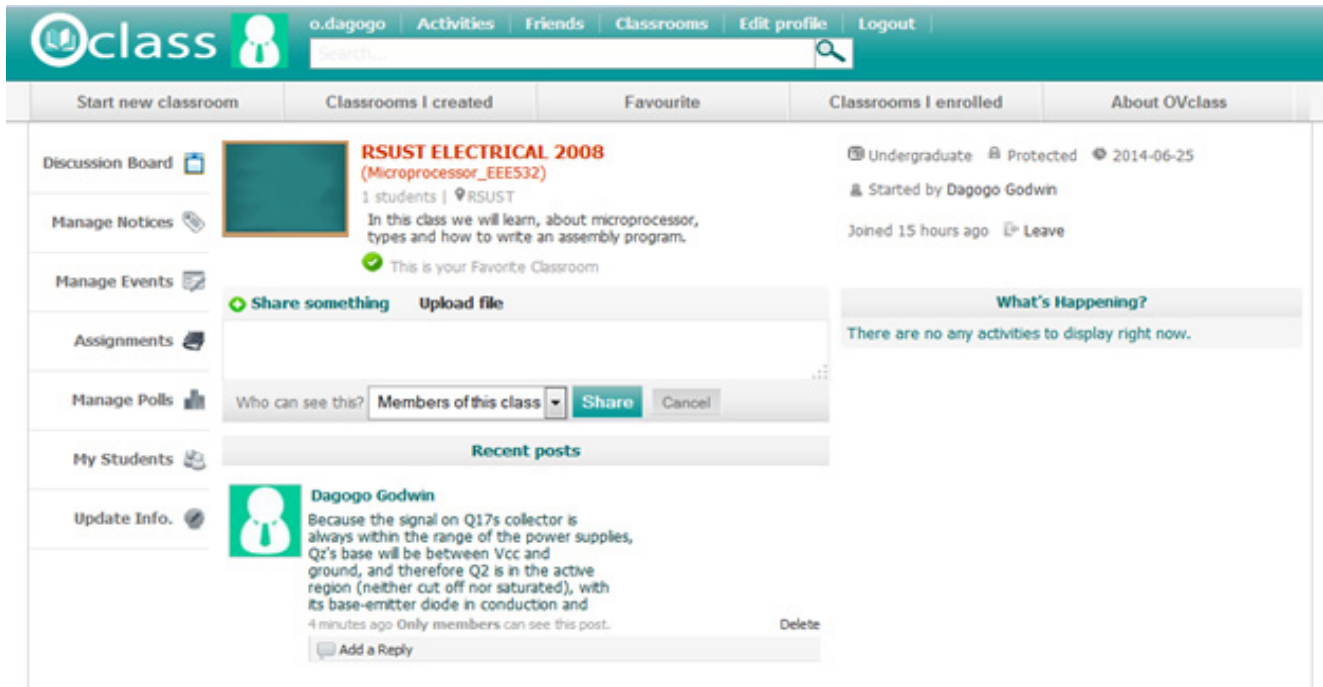 class
o.dagogo Activities Friends Classrooms Edit profile Logout
Search...
Start new classroom Classrooms I created Favourite Classrooms I enrolled About OVclass
Discussion Board
Manage Notices
Manage Events
Assignments
Manage Polls
My Students
Update Info.
RSUST ELECTRICAL 2008
(Microprocessor_EEE532)
1 students | RSUST
In this class we will learn, about microprocessor,
types and how to write an assembly program.
This is your Favorite Classroom
Undergraduate Protected 2014-06-25
Started by Dagogo Godwin
Joined 15 hours ago Leave
Share something Upload file
Who can see this? Members of this class Share Cancel
What's Happening?
There are no any activities to display right now.
Recent posts
Dagogo Godwin
Because the signal on Q17s collector is
always within the range of the power supplies,
Qz's base will be between Vcc and
ground, and therefore Q2 is in the active
region (neither cut off nor saturated), with
its base-emitter diode in conduction and
4 minutes ago Only members can see this post. Delete
Add a Reply